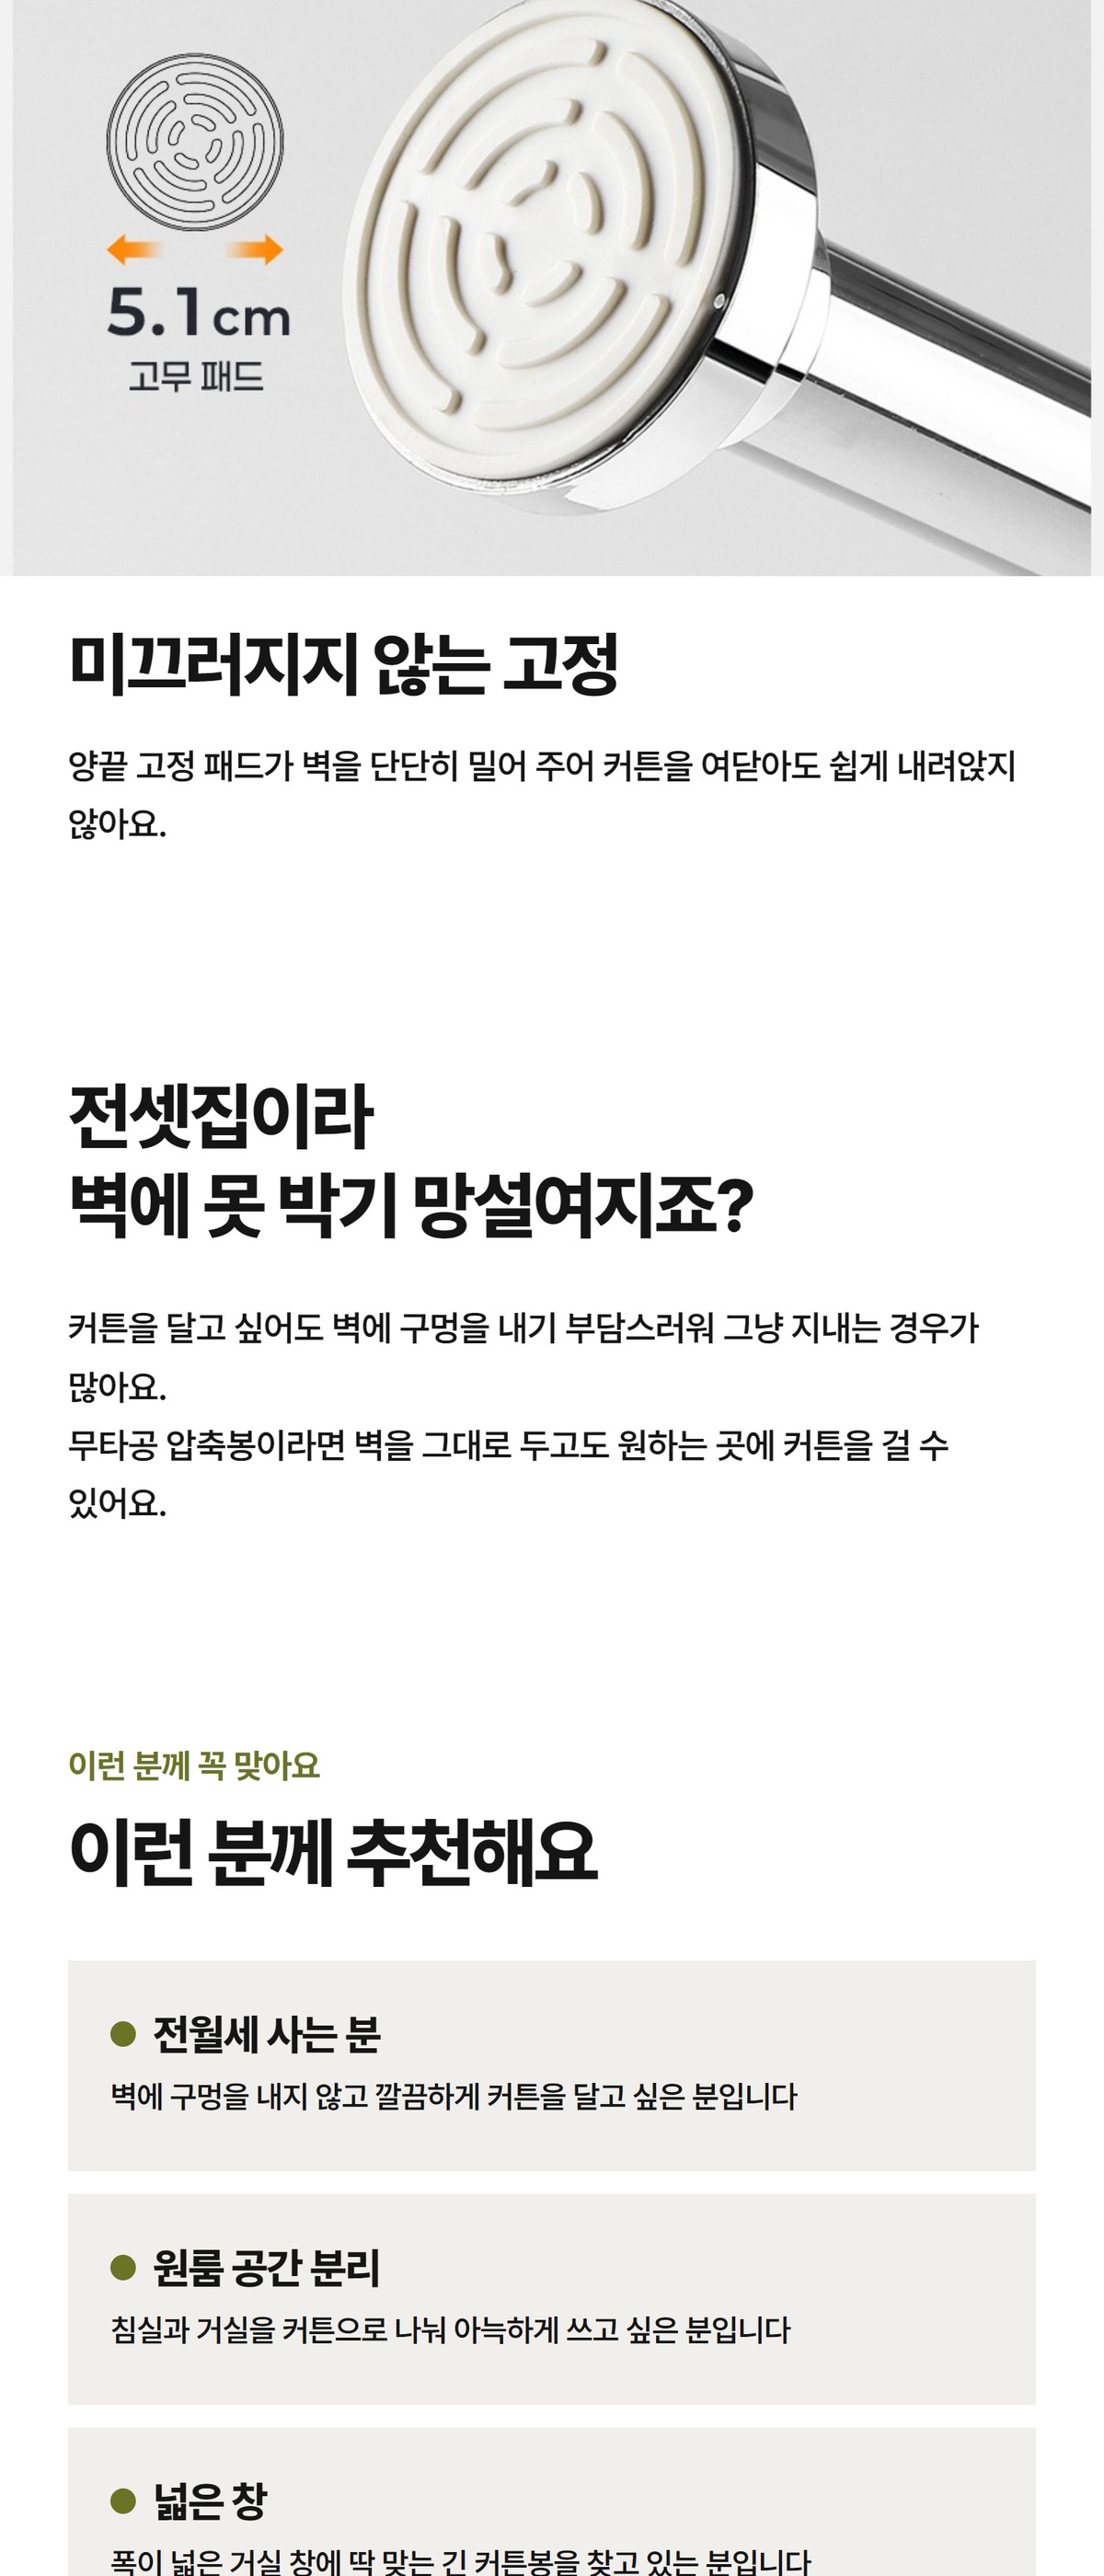 5.1cm
고무 패드
미끄러지지 않는 고정
양끝 고정 패드가 벽을 단단히 밀어 주어 커튼을 여닫아도 쉽게 내려앉지
않아요.
전셋집이라
벽에 못 박기 망설여지죠?
커튼을 달고 싶어도 벽에 구멍을 내기 부담스러워 그냥 지내는 경우가
많아요.
무타공 압축봉이라면 벽을 그대로 두고도 원하는 곳에 커튼을 걸 수
있어요.
이런 분께 꼭 맞아요
이런 분께 추천해요
전월세 사는 분
벽에 구멍을 내지 않고 깔끔하게 커튼을 달고 싶은 분입니다
원룸 공간 분리
침실과 거실을 커튼으로 나눠 아늑하게 쓰고 싶은 분입니다
넓은 창
폭이 넓은 거실 창에 딱 맞는 긴 커튼봉을 찾고 있는 분입니다